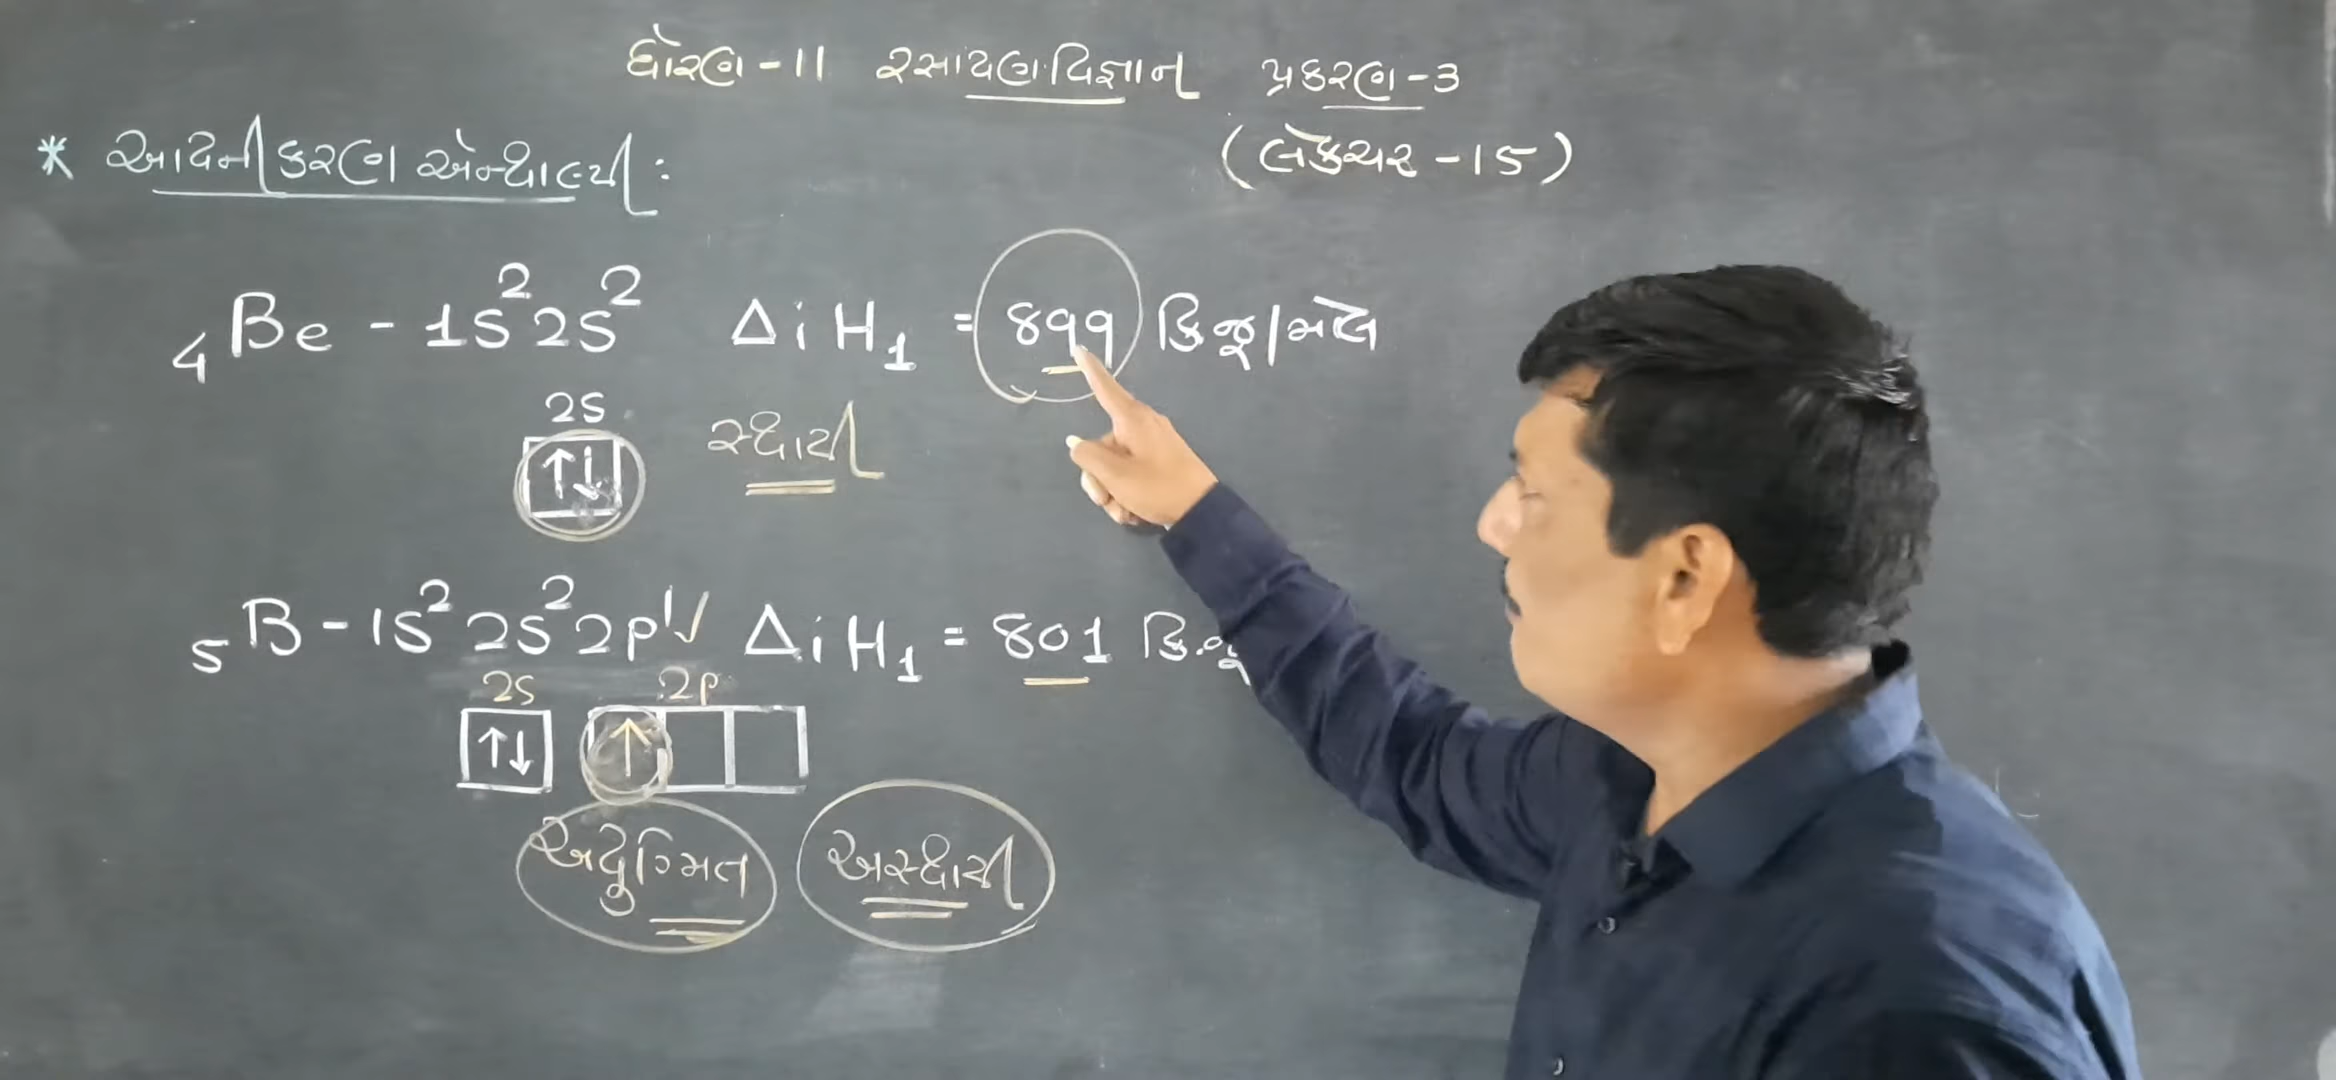 ધોરણ - 11 રસાયણવિજ્ઞાન પ્રકરણ - 3
(લેક્ચર - 15)
* આયનીકરણ એન્થાલ્પી :
₄Be - 1S² 2S² ΔiH₁ = 899 કિજૂ/મોલ
2S
↑↓ સ્થાયી
₅B - 1S² 2S² 2p¹ ✓ ΔiH₁ = 801 કિજૂ
2S 2p
↑↓ ↑
અયુગ્મિત અસ્થાયી